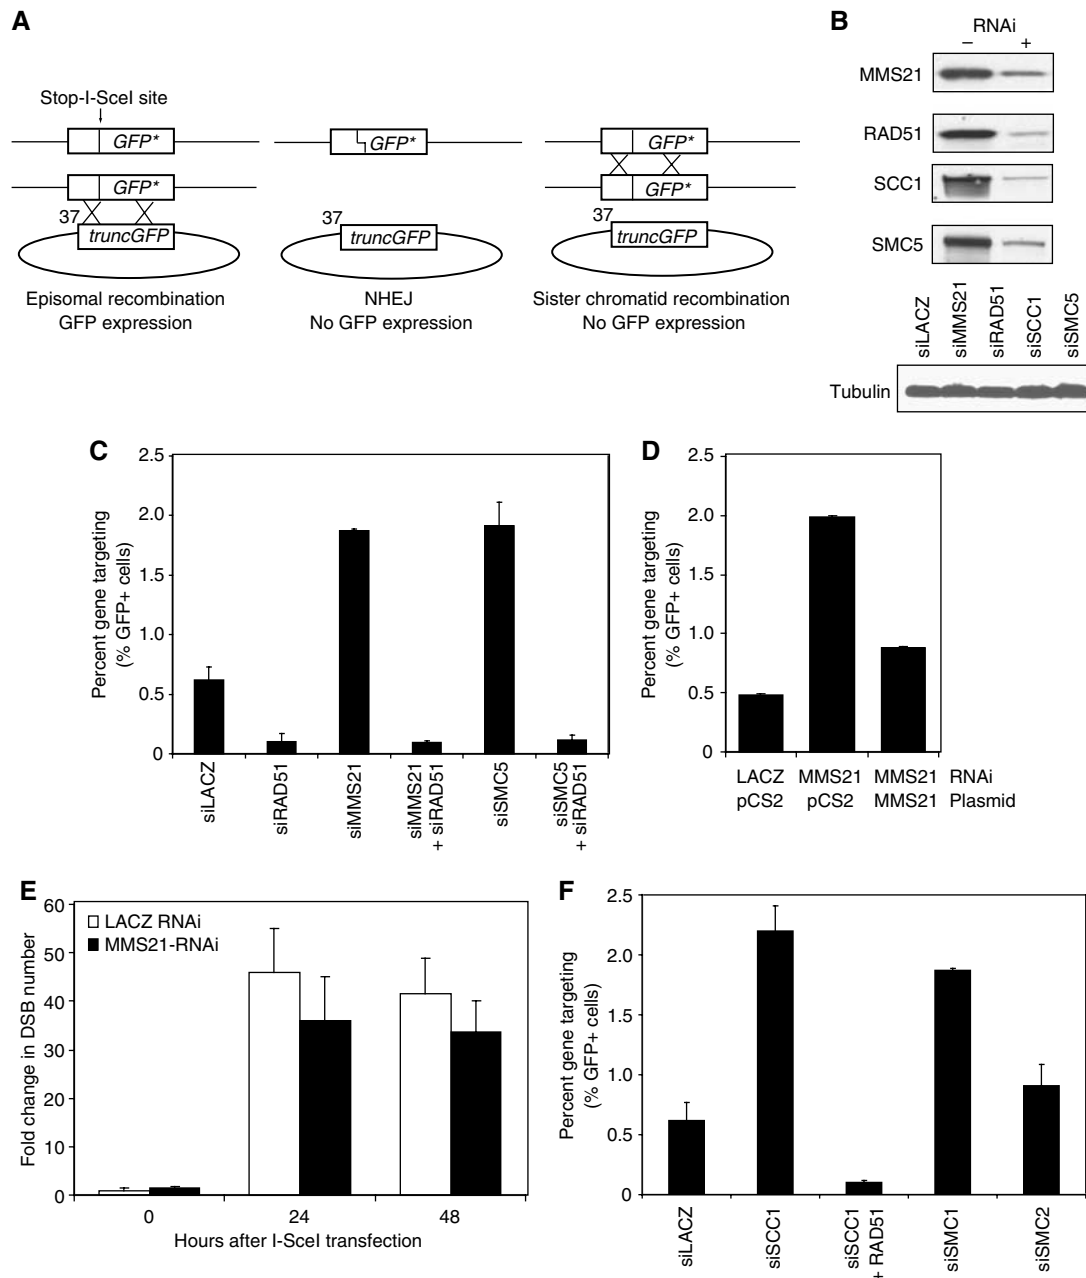 A
Stop-I-SceI site
GFP*
GFP*
37
truncGFP
Episomal recombination
GFP expression
GFP*
37
truncGFP
NHEJ
No GFP expression
GFP*
GFP*
37
truncGFP
Sister chromatid recombination
No GFP expression
B
RNAi
– +
MMS21
RAD51
SCC1
SMC5
siLACZ
siMMS21
siRAD51
siSCC1
siSMC5
Tubulin
C
Percent gene targeting
(% GFP+ cells)
2.5
2.0
1.5
1.0
0.5
0
siLACZ
siRAD51
siMMS21
siMMS21
+ siRAD51
siSMC5
siSMC5
+ siRAD51
D
Percent gene targeting
(% GFP+ cells)
2.5
2.0
1.5
1.0
0.5
0
LACZ MMS21 MMS21 RNAi
pCS2 pCS2 MMS21 Plasmid
E
Fold change in DSB number
60
50
40
30
20
10
0
LACZ RNAi
MMS21-RNAi
0 24 48
Hours after I-SceI transfection
F
Percent gene targeting
(% GFP+ cells)
2.5
2.0
1.5
1.0
0.5
0
siLACZ
siSCC1
siSCC1
+ RAD51
siSMC1
siSMC2